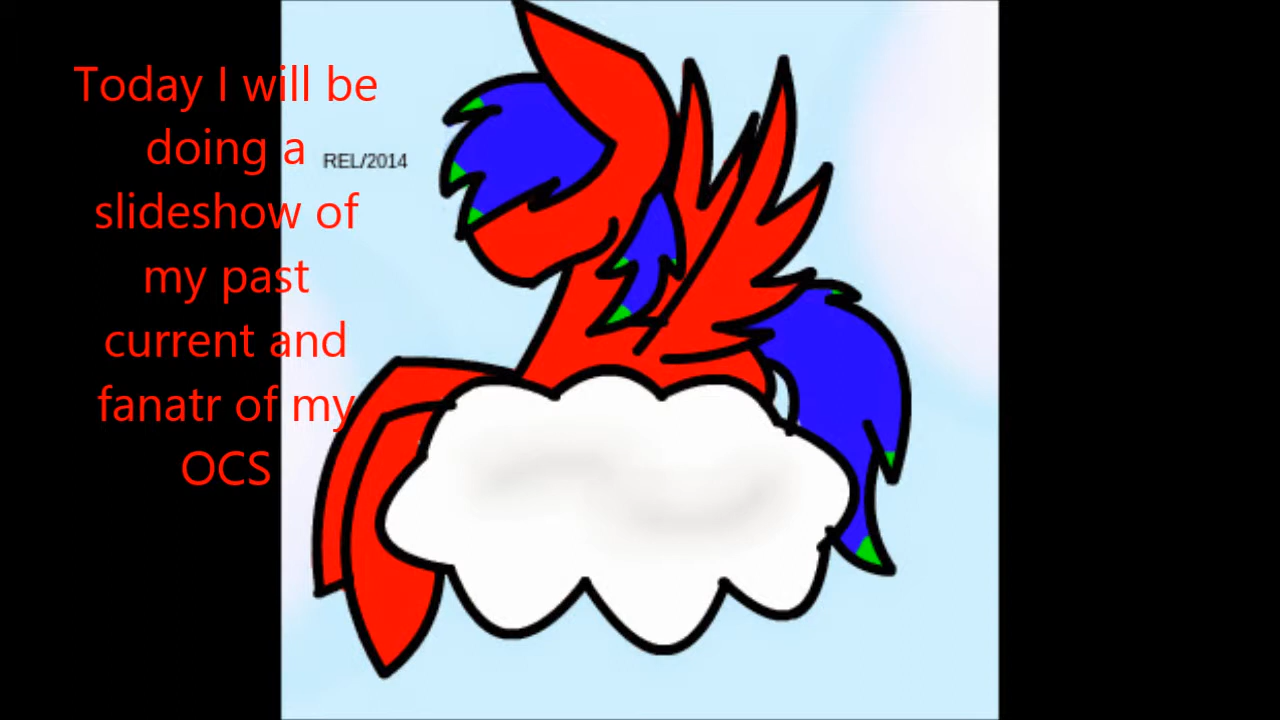 Today I will be
doing a
slideshow of
my past
current and
fanatr of my
OCS
REL/2014